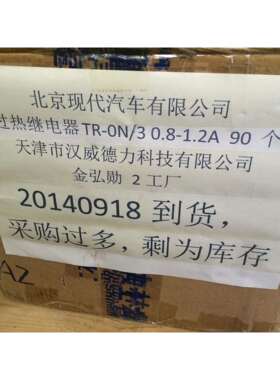 北京现代汽车有限公司
过热继电器 TR-0N/3 0.8-1.2A 90 个
天津市汉威德力科技有限公司
金弘勋 2 工厂
20140918 到货,
采购过多, 剩为库存
AZ